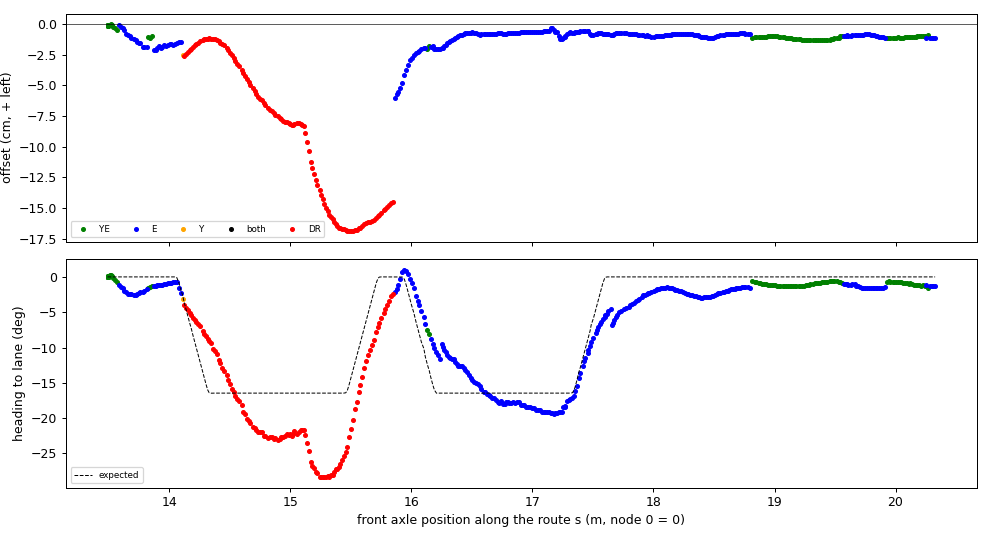 0.0
−2.5
−5.0
−7.5
−10.0
−12.5
−15.0
−17.5
offset (cm, + left)
YE E Y both DR
0
−5
−10
−15
−20
−25
heading to lane (deg)
expected
14 15 16 17 18 19 20
front axle position along the route s (m, node 0 = 0)